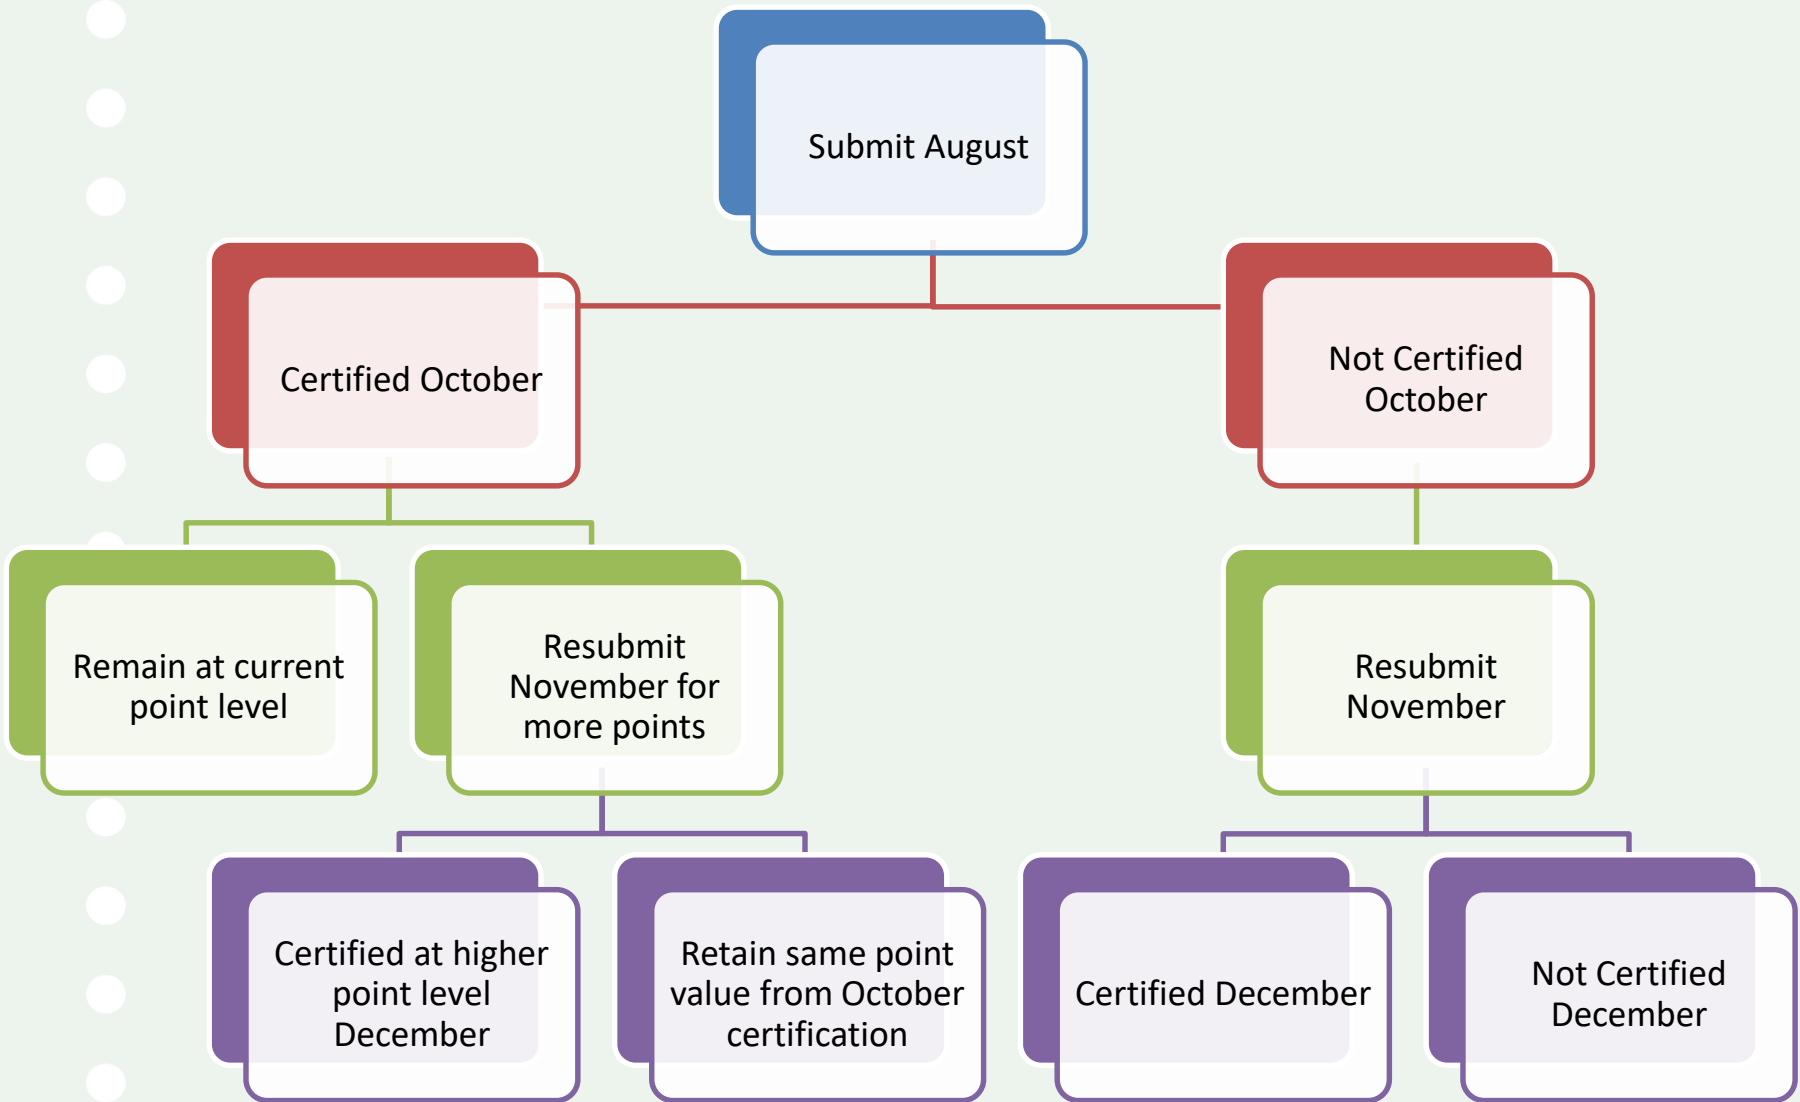 Submit August
Certified October
Not Certified
October
Remain at current
point level
Resubmit
November for
more points
Resubmit
November
Certified at higher
point level
December
Retain same point
value from October
certification
Certified December
Not Certified
December